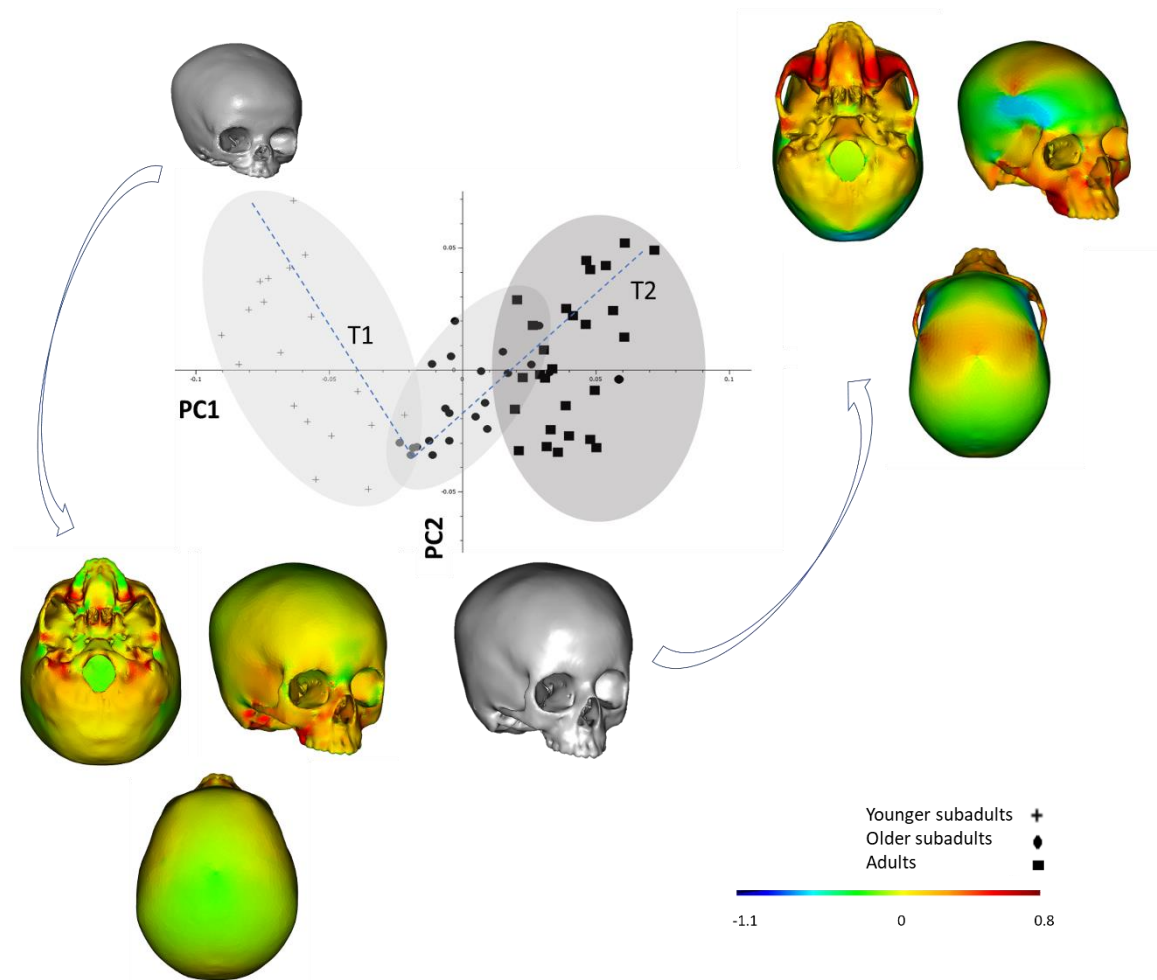 0.05
T2
T1
-0.1
-0.05
0
0.05
0.1
PC1
-0.05
PC2
Younger subadults
Older subadults
Adults
-1.1
0
0.8